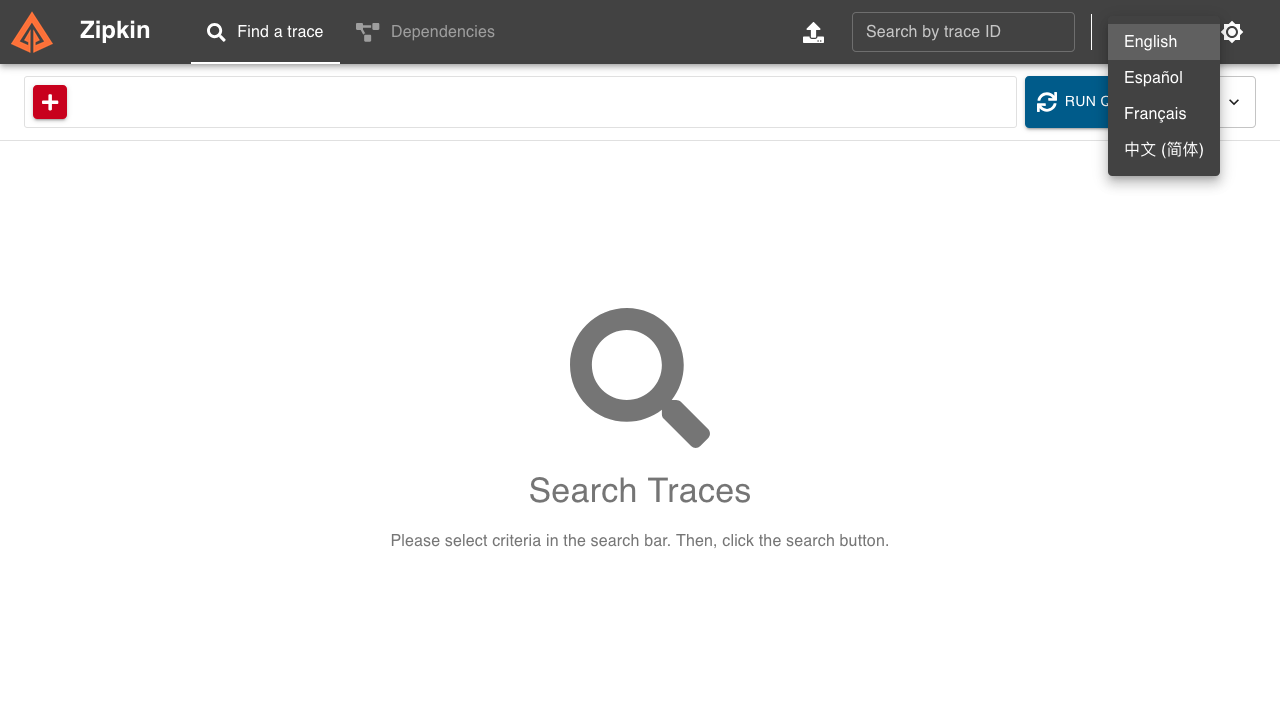 Zipkin
Find a trace
Dependencies
Search by trace ID
English
Español
Français
中文 (简体)
RUN Q
Search Traces
Please select criteria in the search bar. Then, click the search button.